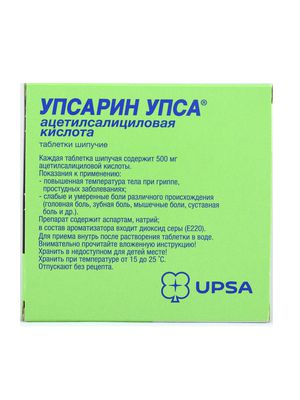 УПСАРИН УПСА®
ацетилсалициловая
кислота
таблетки шипучие
Каждая таблетка шипучая содержит 500 мг
ацетилсалициловой кислоты.
Показания к применению:
- повышенная температура тела при гриппе,
простудных заболеваниях;
- слабые и умеренные боли различного происхождения
(головная боль, зубная боль, мышечные боли, суставная
боль и др.).
Препарат содержит аспартам, натрий;
в состав ароматизатора входит диоксид серы (Е220).
Для приема внутрь после растворения таблетки в воде.
Внимательно прочитайте вложенную инструкцию!
Хранить в недоступном для детей месте!
Хранить при температуре от 15 до 25 °С.
Отпускают без рецепта.
UPSA